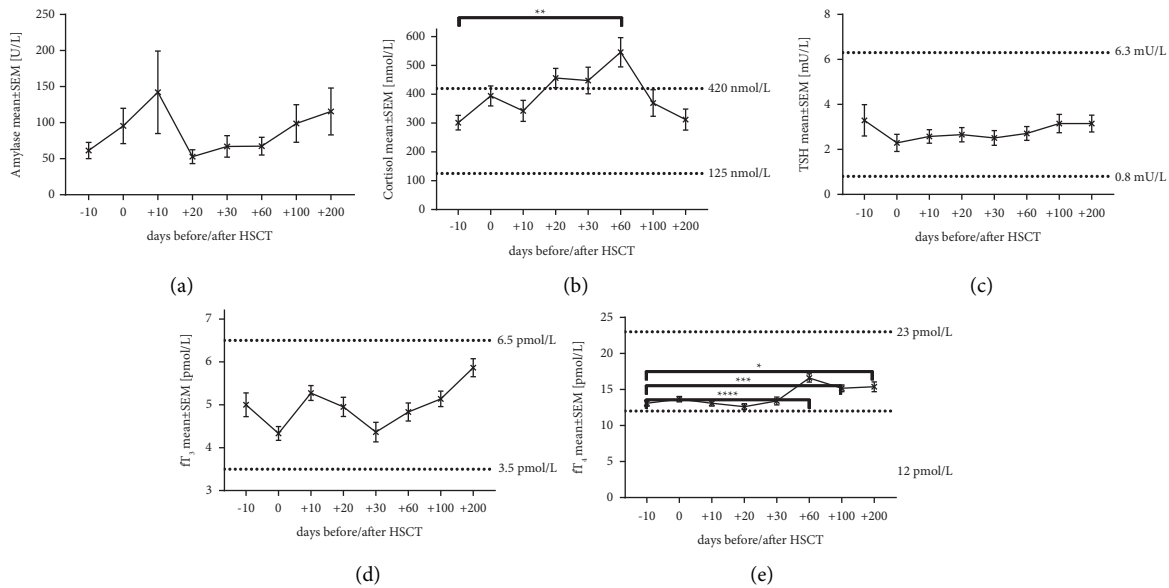 Amylase mean±SEM [U/L]
250
200
150
100
50
0
-10 0 +10 +20 +30 +60 +100 +200
days before/after HSCT
(a)
Cortisol mean±SEM [nmol/L]
**
600
500
400
300
200
100
0
420 nmol/L
125 nmol/L
-10 0 +10 +20 +30 +60 +100 +200
days before/after HSCT
(b)
TSH mean±SEM [mU/L]
8
6
4
2
0
6.3 mU/L
0.8 mU/L
-10 0 +10 +20 +30 +60 +100 +200
days before/after HSCT
(c)
fT₃ mean±SEM [pmol/L]
7
6
5
4
3
6.5 pmol/L
3.5 pmol/L
-10 0 +10 +20 +30 +60 +100 +200
days before/after HSCT
(d)
fT₄ mean±SEM [pmol/L]
25
20
15
10
5
0
23 pmol/L
*
***
****
12 pmol/L
-10 0 +10 +20 +30 +60 +100 +200
days before/after HSCT
(e)